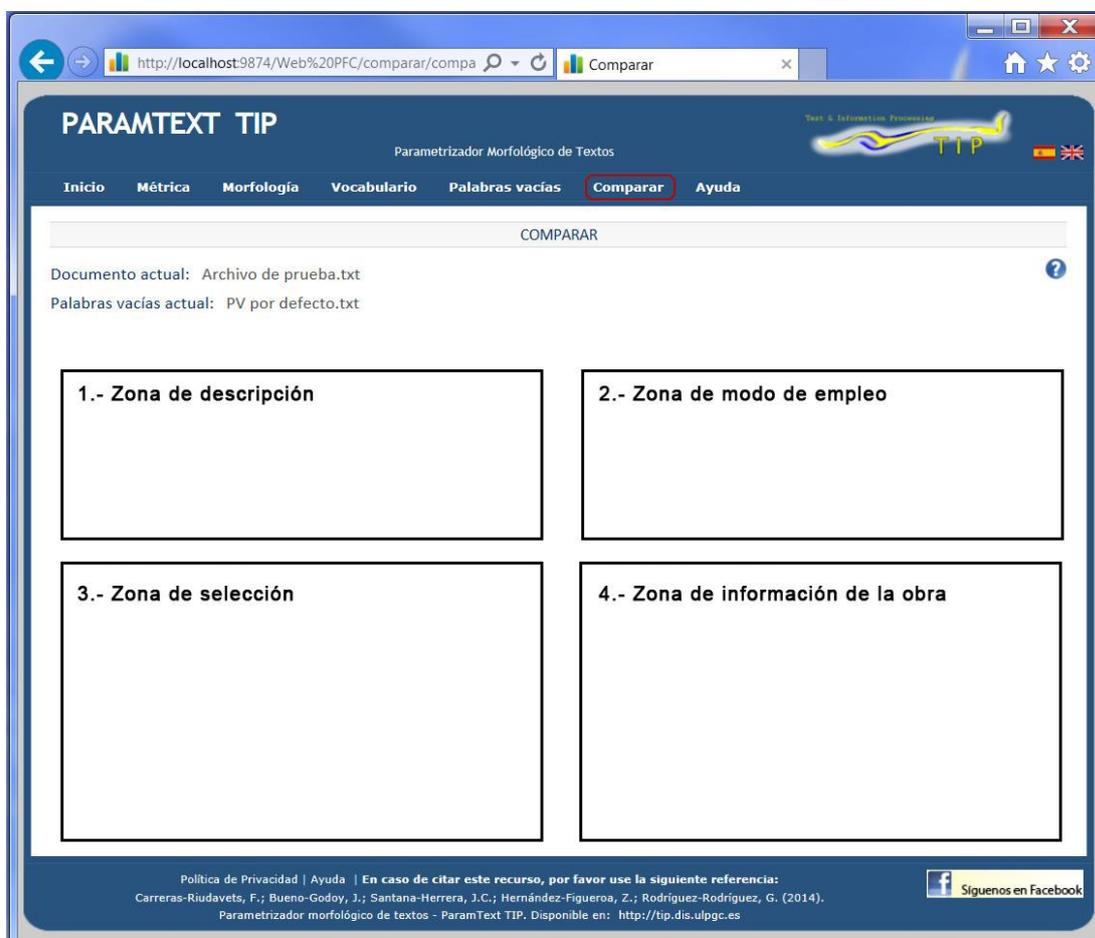 http://localhost:9874/Web%20PFC/comparar/compa
Comparar
PARAMTEXT TIP
Parametrizador Morfológico de Textos
Text & Information Processing
TIP
Inicio Métrica Morfología Vocabulario Palabras vacías Comparar Ayuda
COMPARAR
Documento actual: Archivo de prueba.txt
?
Palabras vacías actual: PV por defecto.txt
1.- Zona de descripción
2.- Zona de modo de empleo
3.- Zona de selección
4.- Zona de información de la obra
Política de Privacidad | Ayuda | En caso de citar este recurso, por favor use la siguiente referencia:
Carreras-Riudavets, F.; Bueno-Godoy, J.; Santana-Herrera, J.C.; Hernández-Figueroa, Z.; Rodríguez-Rodríguez, G. (2014).
Parametrizador morfológico de textos - ParamText TIP. Disponible en: http://tip.dis.ulpgc.es
f Síguenos en Facebook